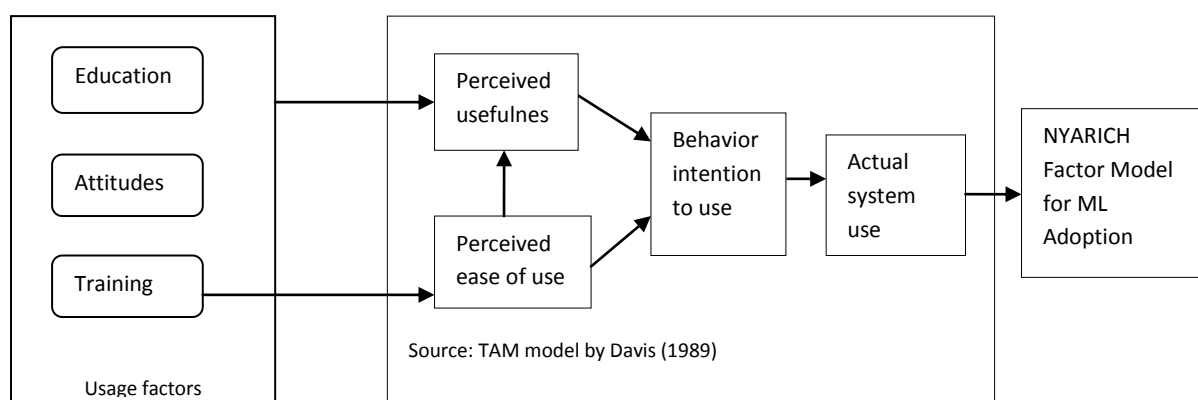 Education
Attitudes
Training
Usage factors
Perceived
usefulnes
Perceived
ease of use
Behavior
intention
to use
Actual
system
use
Source: TAM model by Davis (1989)
NYARICH
Factor Model
for ML
Adoption